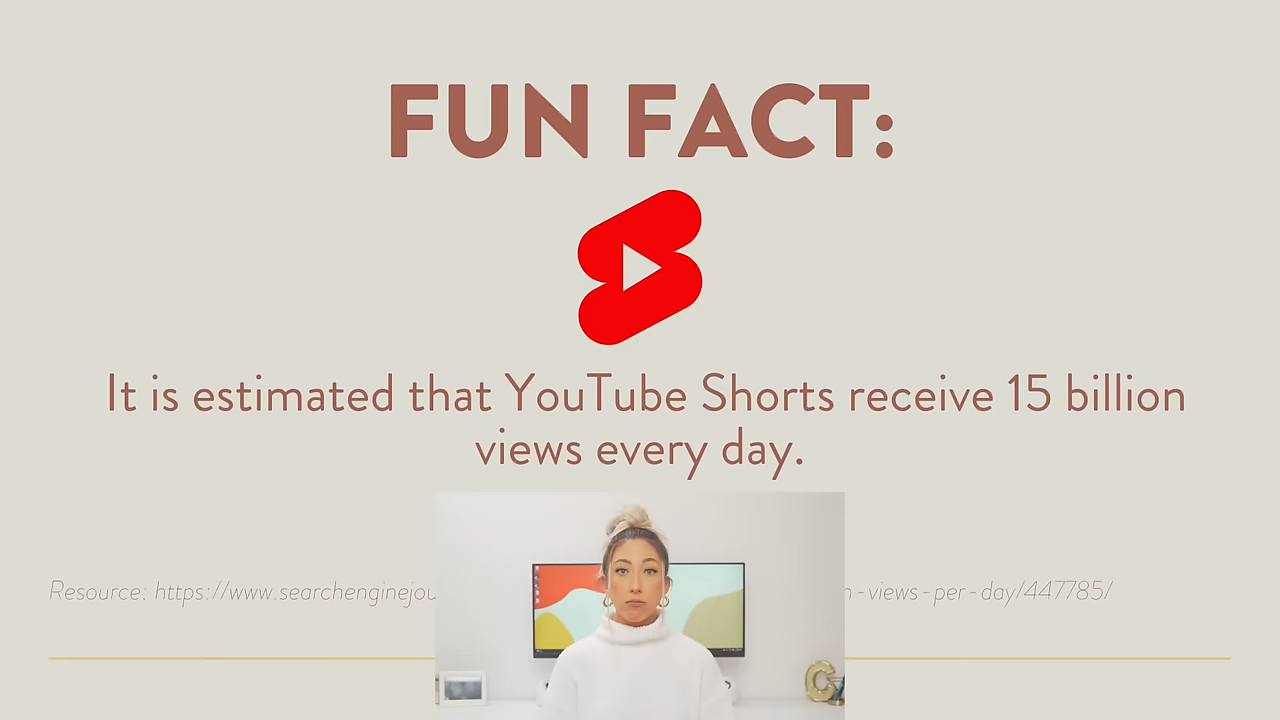 FUN FACT:
It is estimated that YouTube Shorts receive 15 billion
views every day.
Resource: https://www.searchenginejou -views-per-day/447785/